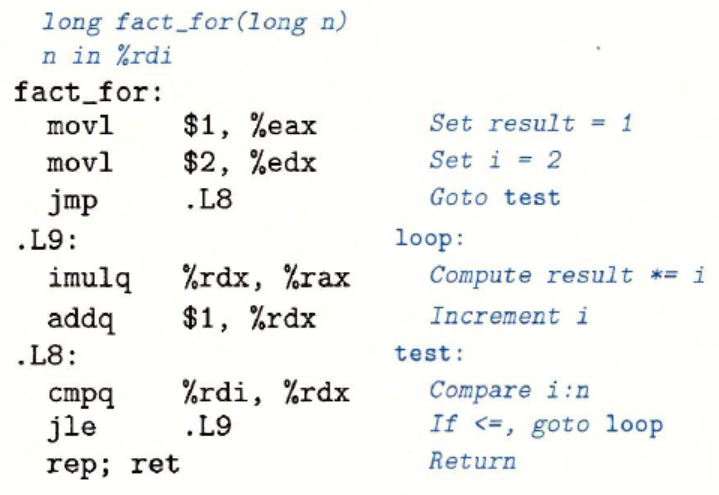 long fact_for(long n)
n in %rdi
fact_for:
movl $1, %eax Set result = 1
movl $2, %edx Set i = 2
jmp .L8 Goto test
.L9: loop:
imulq %rdx, %rax Compute result *= i
addq $1, %rdx Increment i
.L8: test:
cmpq %rdi, %rdx Compare i:n
jle .L9 If <=, goto loop
rep; ret Return